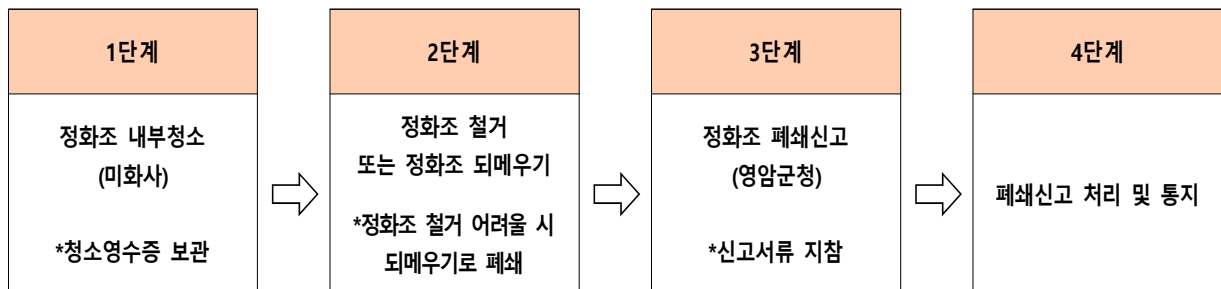 1단계
정화조 내부청소
(미화사)
*청소영수증 보관
2단계
정화조 철거
또는 정화조 되메우기
*정화조 철거 어려울 시
되메우기로 폐쇄
3단계
정화조 폐쇄신고
(영암군청)
*신고서류 지참
4단계
폐쇄신고 처리 및 통지